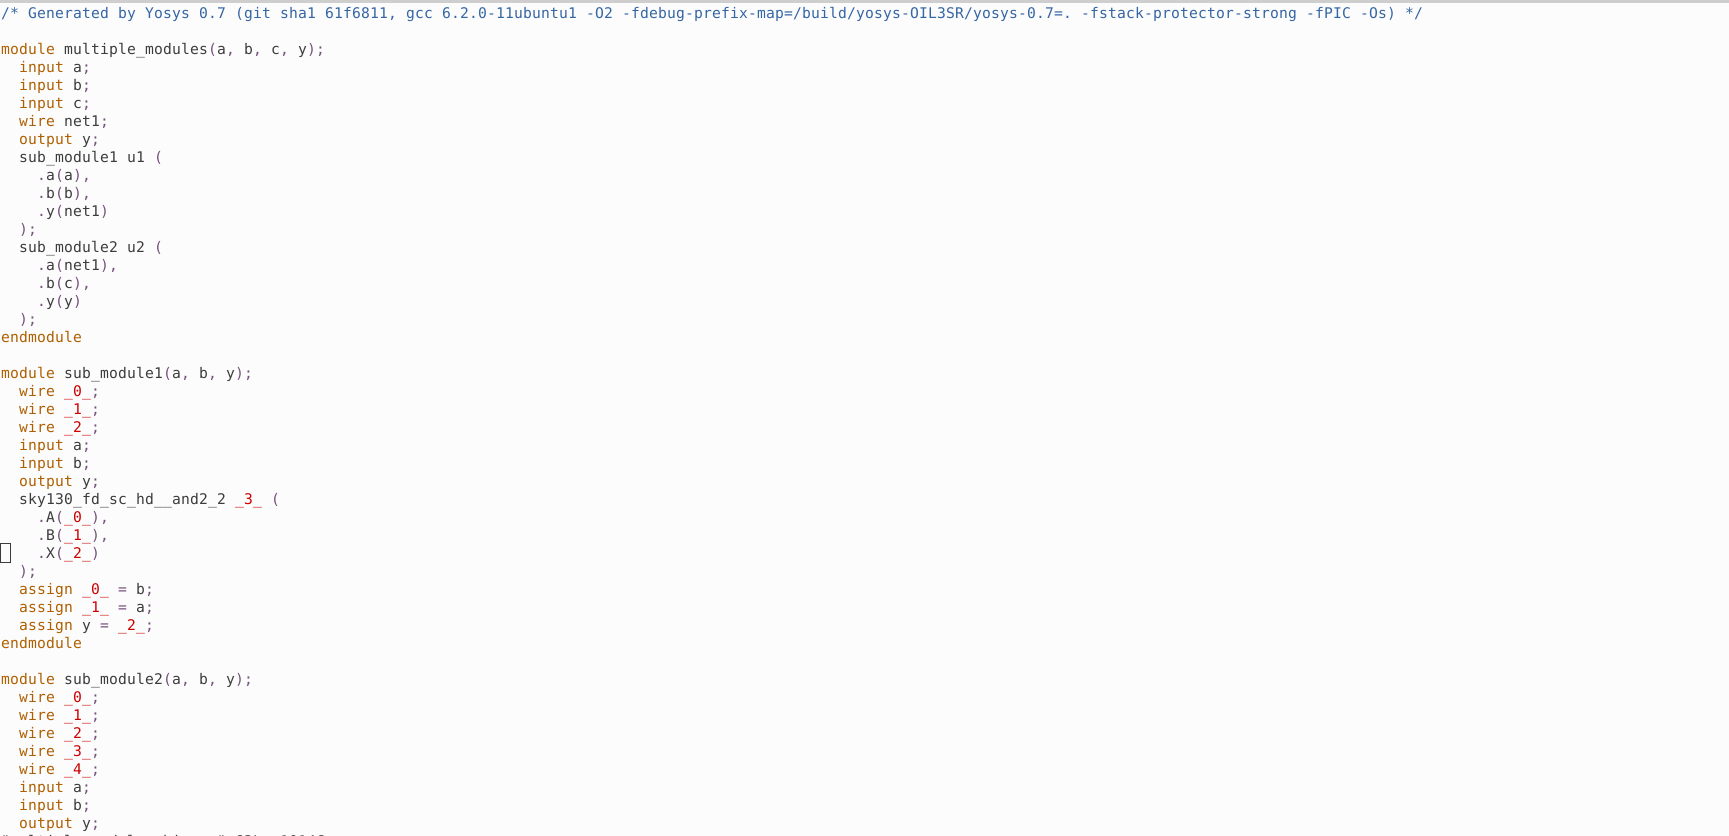 /* Generated by Yosys 0.7 (git sha1 61f6811, gcc 6.2.0-11ubuntu1 -O2 -fdebug-prefix-map=/build/yosys-OIL3SR/yosys-0.7=. -fstack-protector-strong -fPIC -Os) */
module multiple_modules(a, b, c, y);
  input a;
  input b;
  input c;
  wire net1;
  output y;
  sub_module1 u1 (
    .a(a),
    .b(b),
    .y(net1)
  );
  sub_module2 u2 (
    .a(net1),
    .b(c),
    .y(y)
  );
endmodule
module sub_module1(a, b, y);
  wire _0_;
  wire _1_;
  wire _2_;
  input a;
  input b;
  output y;
  sky130_fd_sc_hd__and2_2 _3_ (
    .A(_0_),
    .B(_1_),
    .X(_2_)
  );
  assign _0_ = b;
  assign _1_ = a;
  assign y = _2_;
endmodule
module sub_module2(a, b, y);
  wire _0_;
  wire _1_;
  wire _2_;
  wire _3_;
  wire _4_;
  input a;
  input b;
  output y;